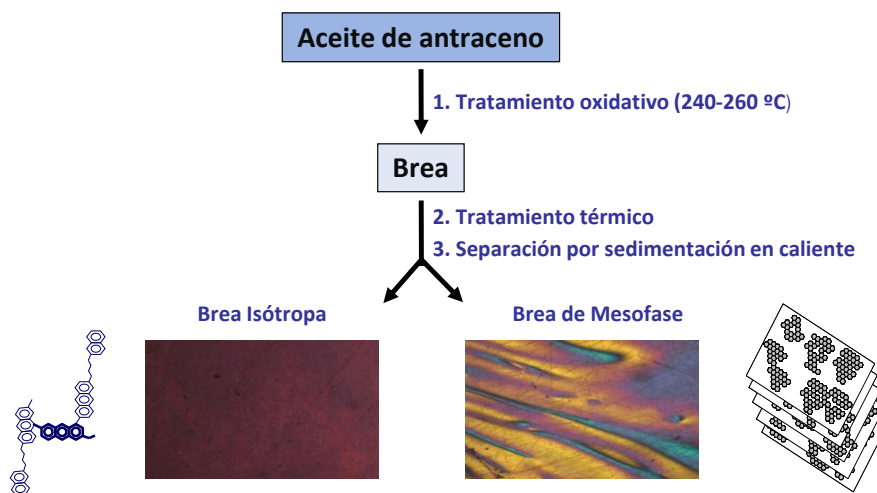 Aceite de antraceno
1. Tratamiento oxidativo (240-260 ºC)
Brea
2. Tratamiento térmico
3. Separación por sedimentación en caliente
Brea Isótropa
Brea de Mesofase